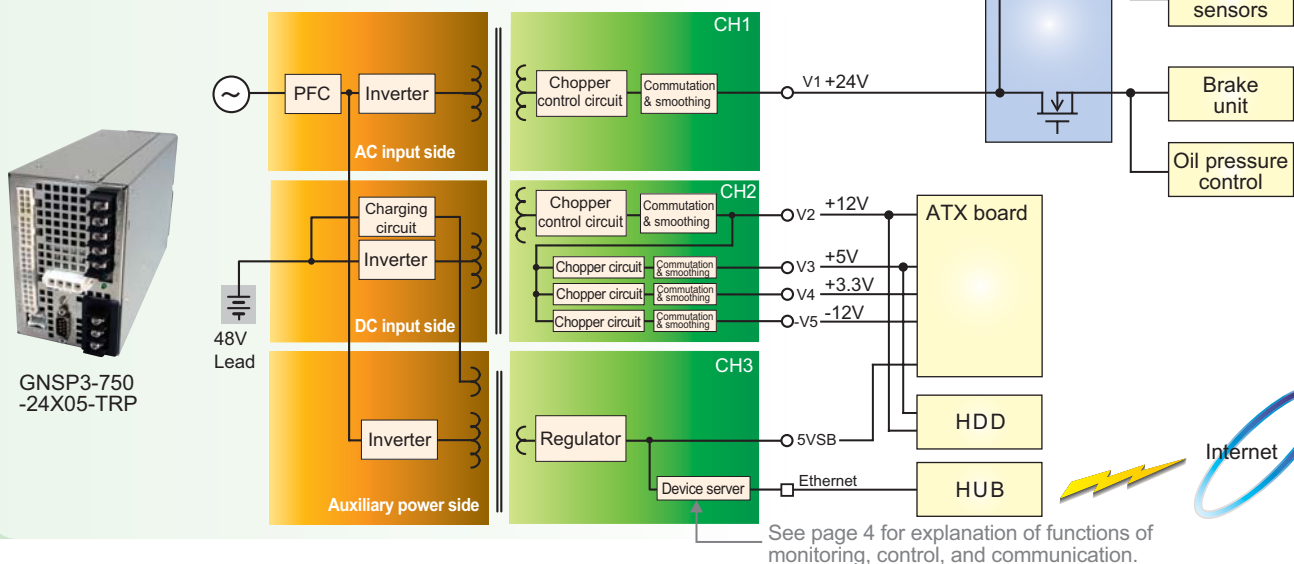 sensors
CH1
V1 +24V
PFC
Inverter
Chopper
control circuit
Commutation
& smoothing
Brake
unit
AC input side
Oil pressure
control
CH2
Charging
circuit
Chopper
control circuit
Commutation
& smoothing
V2 +12V
ATX board
Inverter
Chopper circuit
Commutation
& smoothing
V3 +5V
Chopper circuit
Commutation
& smoothing
V4 +3.3V
Chopper circuit
Commutation
& smoothing
-V5 -12V
DC input side
48V
Lead
CH3
GNSP3-750
-24X05-TRP
Inverter
Regulator
5VSB
HDD
Internet
Device server
Ethernet
HUB
Auxiliary power side
See page 4 for explanation of functions of
monitoring, control, and communication.